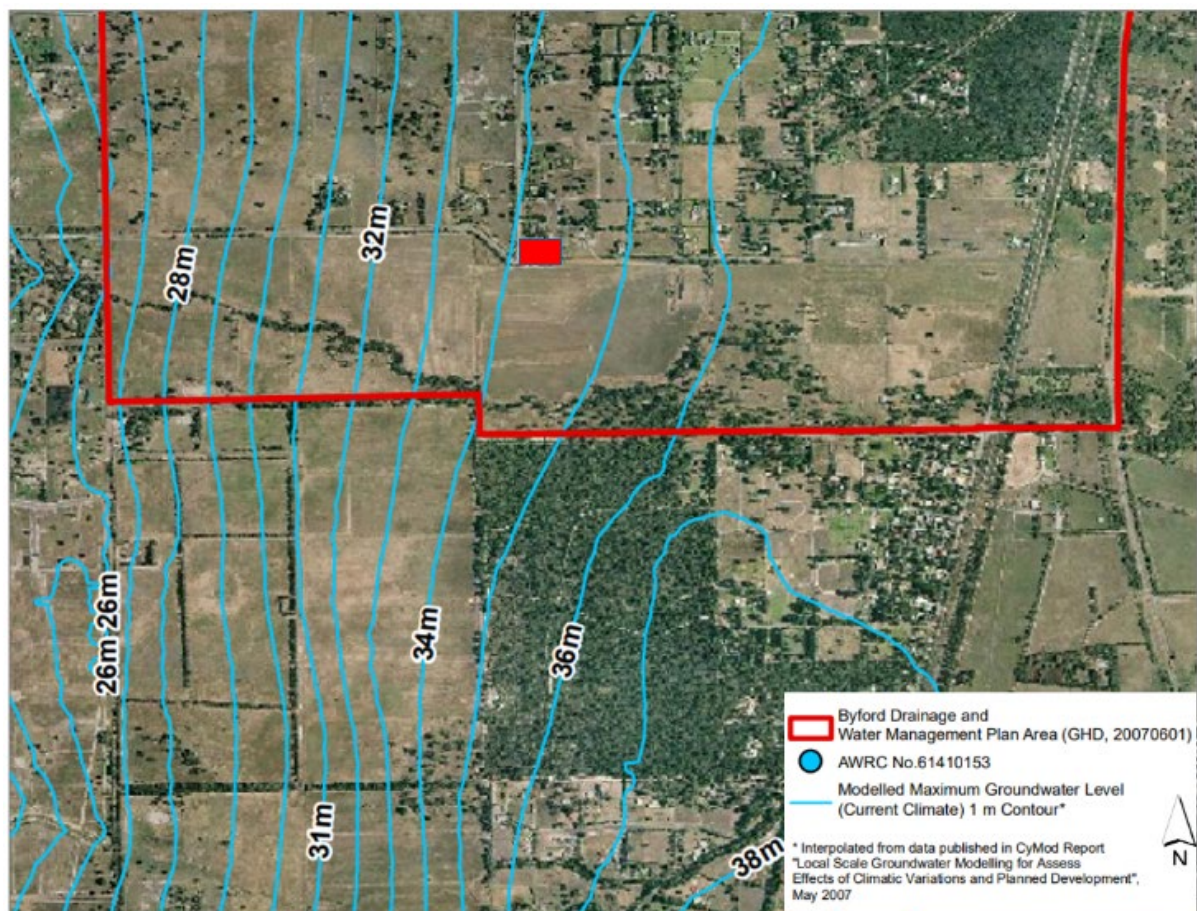 32m
28m
26m
26m
34m
36m
31m
38m
Byford Drainage and
Water Management Plan Area (GHD, 20070601)
AWRC No.61410153
Modelled Maximum Groundwater Level
(Current Climate) 1 m Contour*
* Interpolated from data published in CyMod Report
"Local Scale Groundwater Modelling for Assess
Effects of Climatic Variations and Planned Development",
May 2007
N